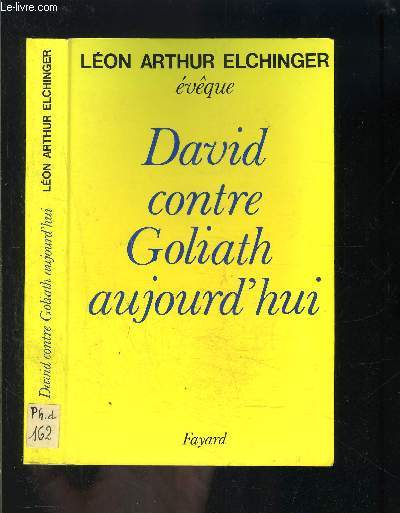 Le-livre.com
LÉON ARTHUR ELCHINGER
évêque
David
contre
Goliath
aujourd'hui
Fayard
LÉON ARTHUR ELCHINGER
David contre Goliath aujourd'hui
Ph.d
162